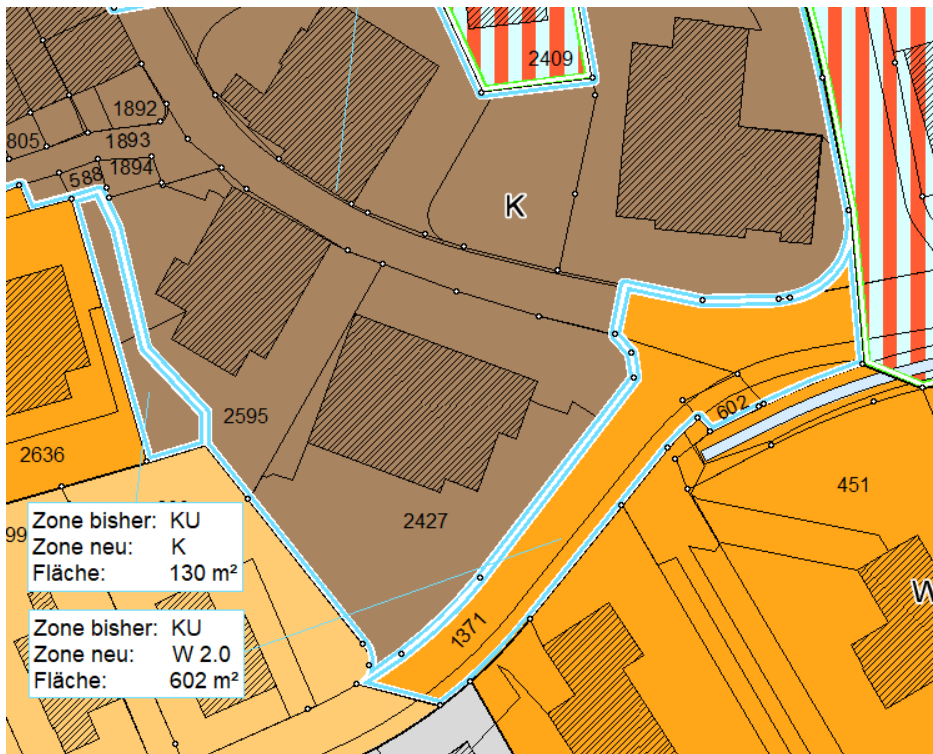 2409
1892
805
1893
1894
588
K
2595
2636
602
451
99
2427
W
1371
Zone bisher: KU
Zone neu: K
Fläche: 130 m²
Zone bisher: KU
Zone neu: W 2.0
Fläche: 602 m²